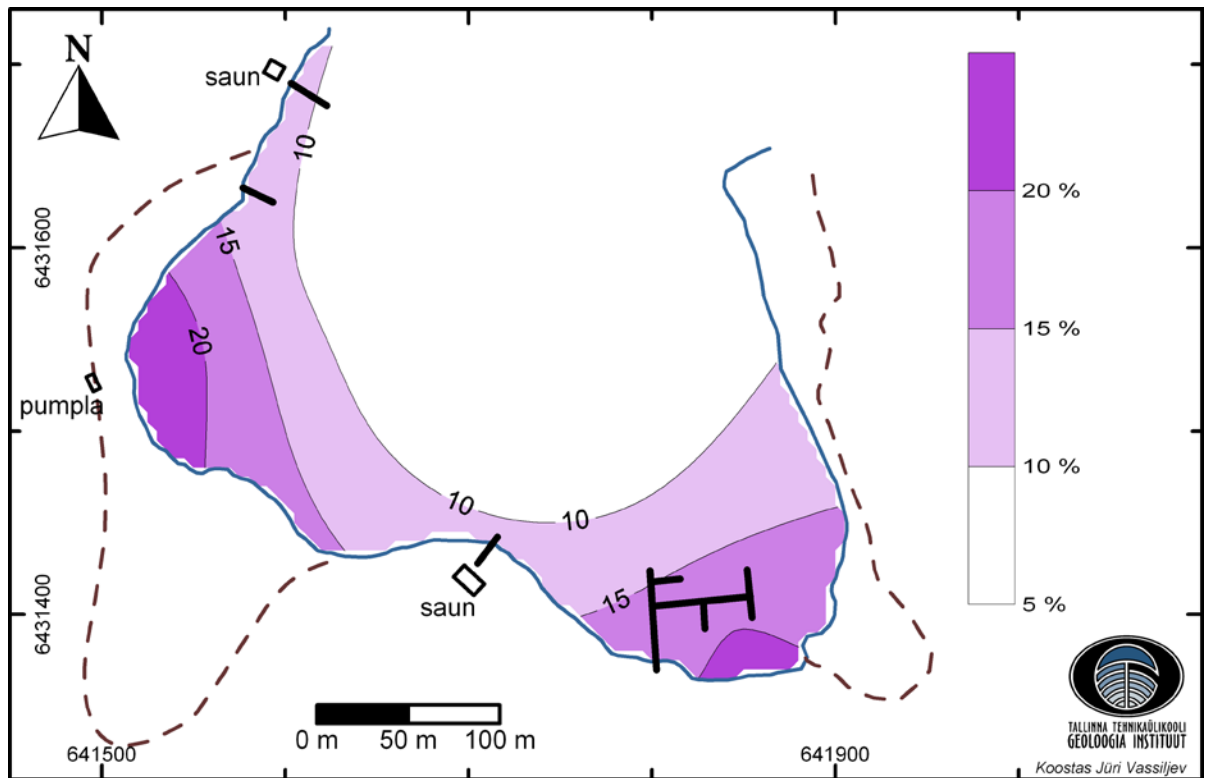 N
saun
10
15
20
6431600
pumpla
20 %
15 %
10 %
5 %
10
10
15
saun
6431400
0 m 50 m 100 m
641500
641900
TALLINNA TEHNIKAÜLIKOOLI
GEOLOOGIA INSTITUUT
Koostas Jüri Vassiljev